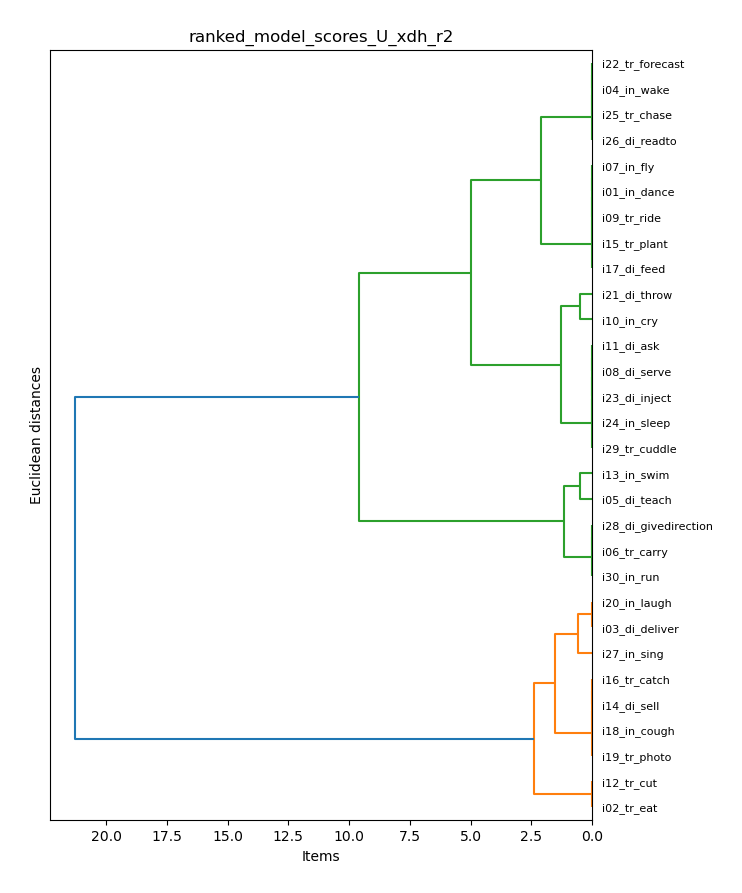 ranked_model_scores_U_xdh_r2
i22_tr_forecast
i04_in_wake
i25_tr_chase
i26_di_readto
i07_in_fly
i01_in_dance
i09_tr_ride
i15_tr_plant
i17_di_feed
i21_di_throw
i10_in_cry
i11_di_ask
i08_di_serve
i23_di_inject
i24_in_sleep
i29_tr_cuddle
i13_in_swim
i05_di_teach
i28_di_givedirection
i06_tr_carry
i30_in_run
i20_in_laugh
i03_di_deliver
i27_in_sing
i16_tr_catch
i14_di_sell
i18_in_cough
i19_tr_photo
i12_tr_cut
i02_tr_eat
Euclidean distances
20.0 17.5 15.0 12.5 10.0 7.5 5.0 2.5 0.0
Items